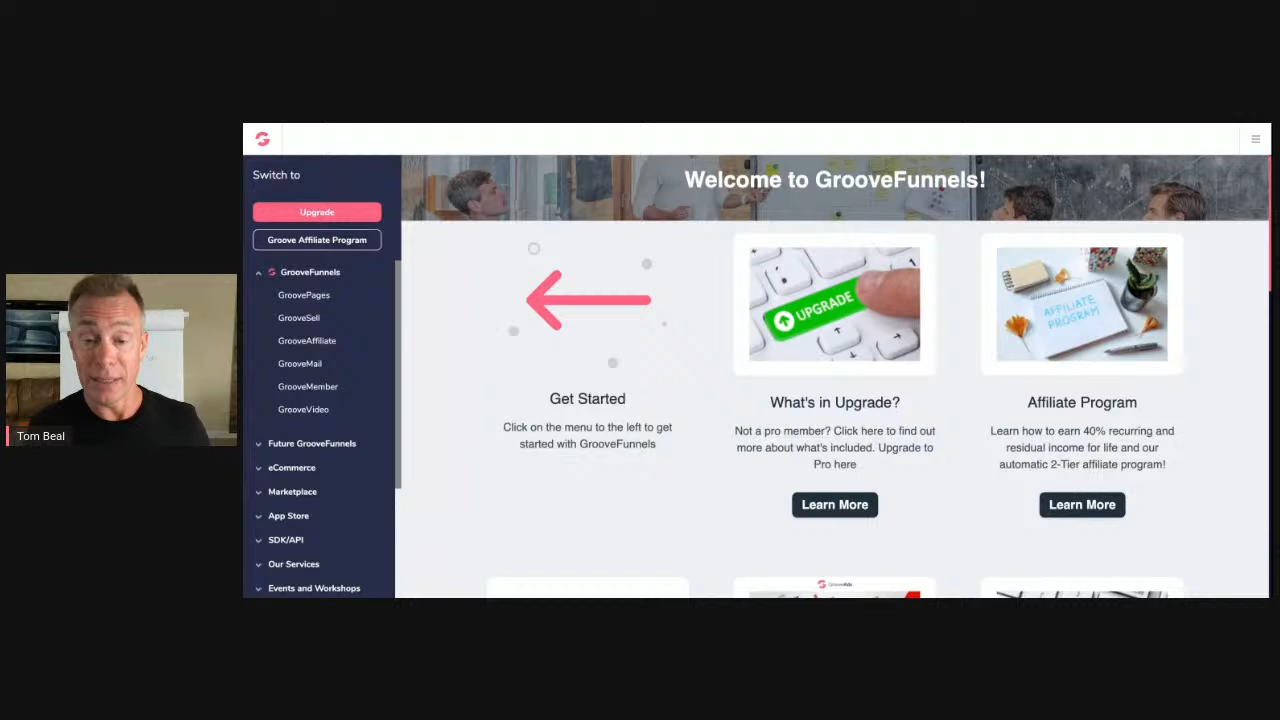 Tom Beal
Switch to
Upgrade
Groove Affiliate Program
GrooveFunnels
GroovePages
GrooveSell
GrooveAffiliate
GrooveMail
GrooveMember
GrooveVideo
Future GrooveFunnels
eCommerce
Marketplace
App Store
SDK/API
Our Services
Events and Workshops
Welcome to GrooveFunnels!
Get Started
Click on the menu to the left to get
started with GrooveFunnels
UPGRADE
What's in Upgrade?
Not a pro member? Click here to find out
more about what's included. Upgrade to
Pro here
Learn More
AFFILIATE
PROGRAM
Affiliate Program
Learn how to earn 40% recurring and
residual income for life and our
automatic 2-Tier affiliate program!
Learn More
GrooveAds